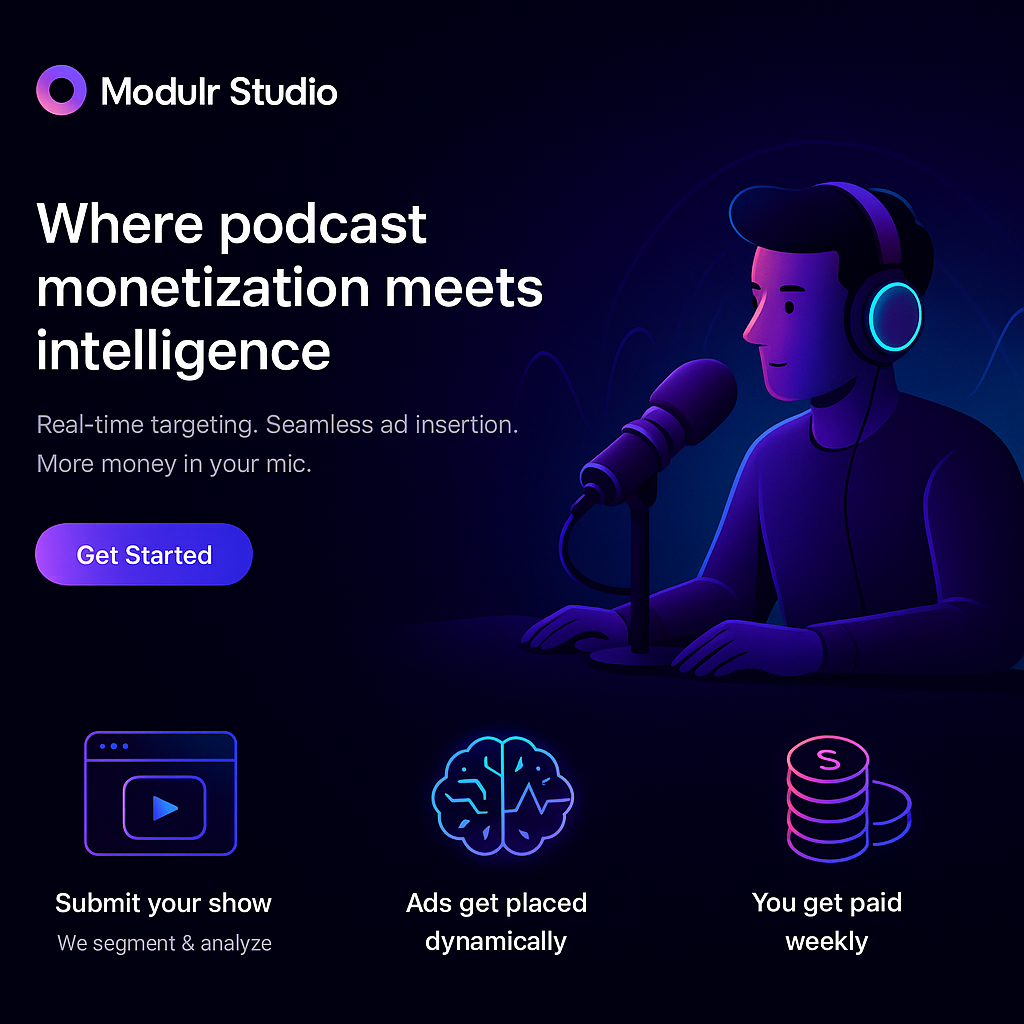 Modulr Studio
Where podcast
monetization meets
intelligence
Real-time targeting. Seamless ad insertion.
More money in your mic.
Get Started
S
Submit your show
We segment & analyze
Ads get placed
dynamically
You get paid
weekly